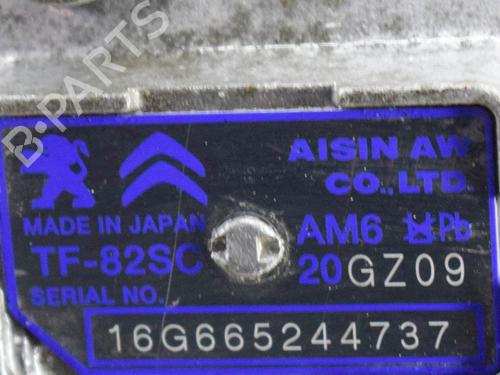 B-PARTS
AISIN AW
CO., LTD.
MADE IN JAPAN
AM6 Pb
TF-82SC
20GZ09
SERIAL NO.
16G665244737